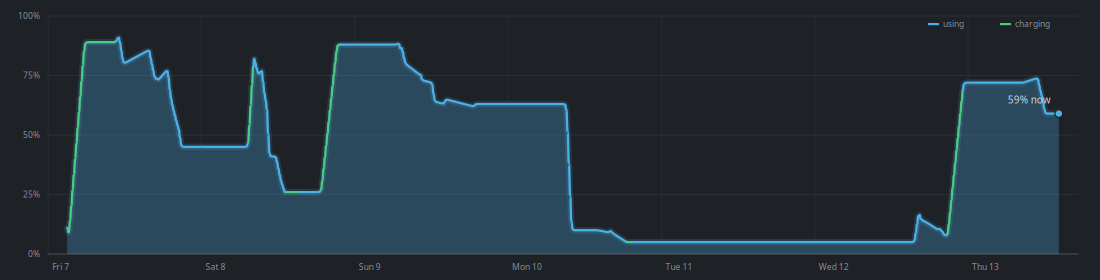 100%
using
charging
75%
59% now
50%
25%
0%
Fri 7
Sat 8
Sun 9
Mon 10
Tue 11
Wed 12
Thu 13